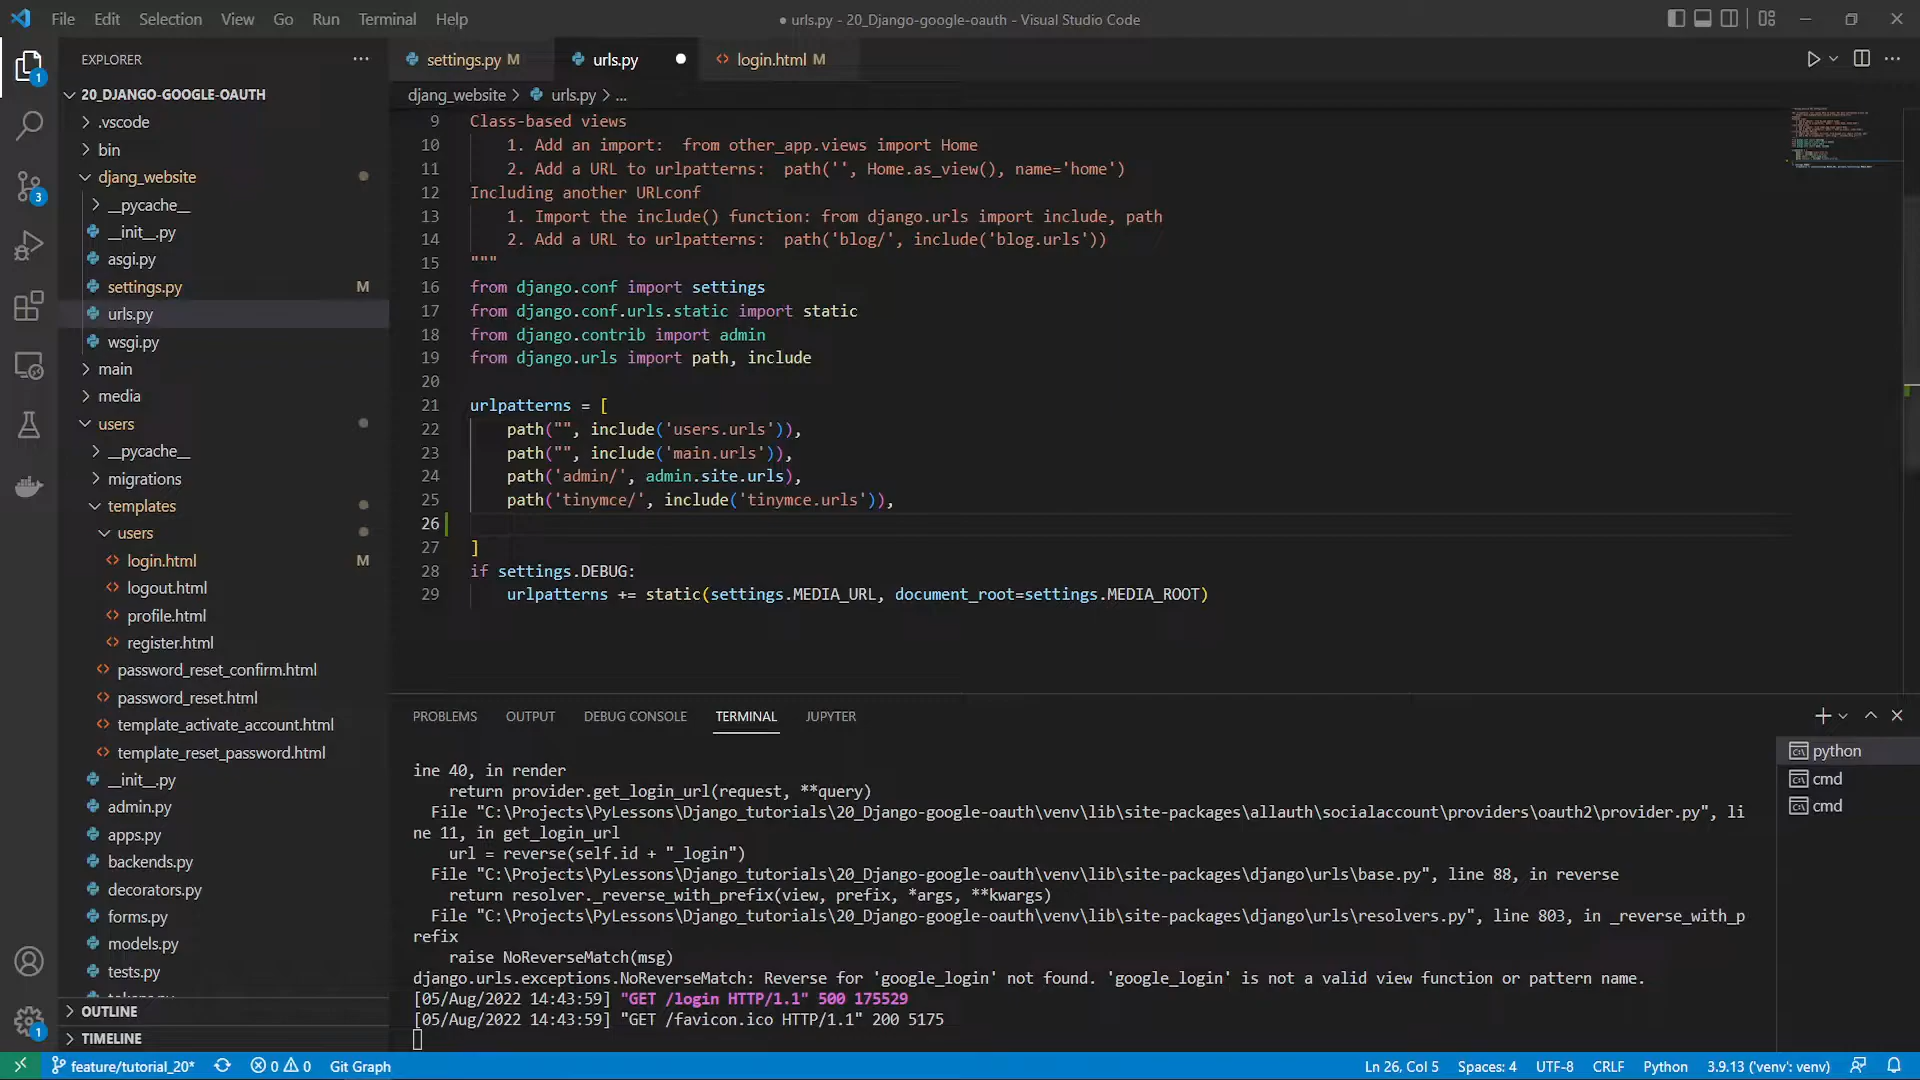 File Edit Selection View Go Run Terminal Help
● urls.py - 20_Django-google-oauth - Visual Studio Code
EXPLORER
settings.py M
urls.py
login.html M
20_DJANGO-GOOGLE-OAUTH
djang_website > urls.py > ...
.vscode
bin
djang_website
__pycache__
__init__.py
asgi.py
settings.py M
urls.py
wsgi.py
main
media
users
__pycache__
migrations
templates
users
login.html M
logout.html
profile.html
register.html
password_reset_confirm.html
password_reset.html
template_activate_account.html
template_reset_password.html
__init__.py
admin.py
apps.py
backends.py
decorators.py
forms.py
models.py
tests.py
OUTLINE
TIMELINE
9 Class-based views
10 1. Add an import: from other_app.views import Home
11 2. Add a URL to urlpatterns: path('', Home.as_view(), name='home')
12 Including another URLconf
13 1. Import the include() function: from django.urls import include, path
14 2. Add a URL to urlpatterns: path('blog/', include('blog.urls'))
15 """
16 from django.conf import settings
17 from django.conf.urls.static import static
18 from django.contrib import admin
19 from django.urls import path, include
20
21 urlpatterns = [
22 path("", include('users.urls')),
23 path("", include('main.urls')),
24 path('admin/', admin.site.urls),
25 path('tinymce/', include('tinymce.urls')),
26
27 ]
28 if settings.DEBUG:
29 urlpatterns += static(settings.MEDIA_URL, document_root=settings.MEDIA_ROOT)
PROBLEMS OUTPUT DEBUG CONSOLE TERMINAL JUPYTER
python
cmd
cmd
ine 40, in render
return provider.get_login_url(request, **query)
File "C:\Projects\PyLessons\Django_tutorials\20_Django-google-oauth\venv\lib\site-packages\allauth\socialaccount\providers\oauth2\provider.py", li
ne 11, in get_login_url
url = reverse(self.id + "_login")
File "C:\Projects\PyLessons\Django_tutorials\20_Django-google-oauth\venv\lib\site-packages\django\urls\base.py", line 88, in reverse
return resolver._reverse_with_prefix(view, prefix, *args, **kwargs)
File "C:\Projects\PyLessons\Django_tutorials\20_Django-google-oauth\venv\lib\site-packages\django\urls\resolvers.py", line 803, in _reverse_with_p
refix
raise NoReverseMatch(msg)
django.urls.exceptions.NoReverseMatch: Reverse for 'google_login' not found. 'google_login' is not a valid view function or pattern name.
[05/Aug/2022 14:43:59] "GET /login HTTP/1.1" 500 175529
[05/Aug/2022 14:43:59] "GET /favicon.ico HTTP/1.1" 200 5175
1
3
1
feature/tutorial_20* 0 0 Git Graph
Ln 26, Col 5 Spaces: 4 UTF-8 CRLF Python 3.9.13 ('venv': venv)